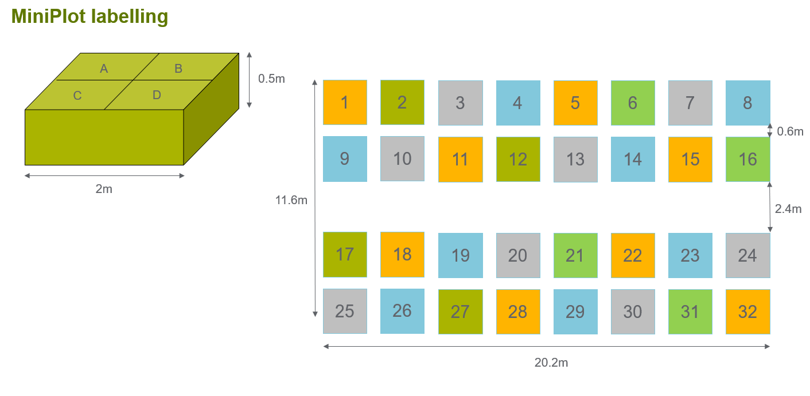 MiniPlot labelling
A B
C D
0.5m
2m
1 2 3 4 5 6 7 8
0.6m
9 10 11 12 13 14 15 16
11.6m
2.4m
17 18 19 20 21 22 23 24
25 26 27 28 29 30 31 32
20.2m